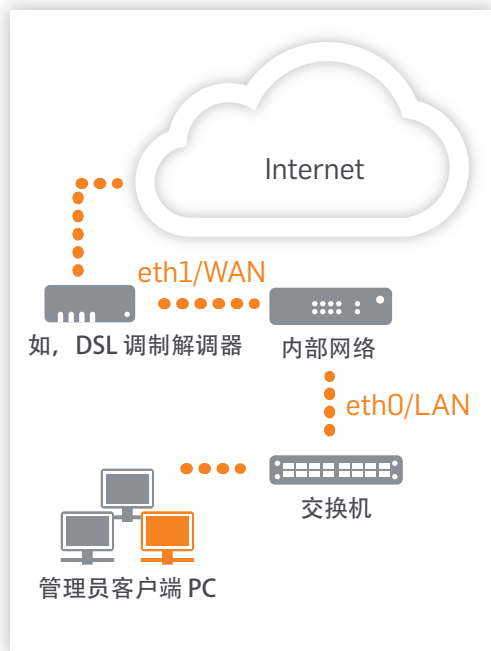 Internet
eth1/WAN
如，DSL 调制解调器
内部网络
eth0/LAN
交换机
管理员客户端 PC